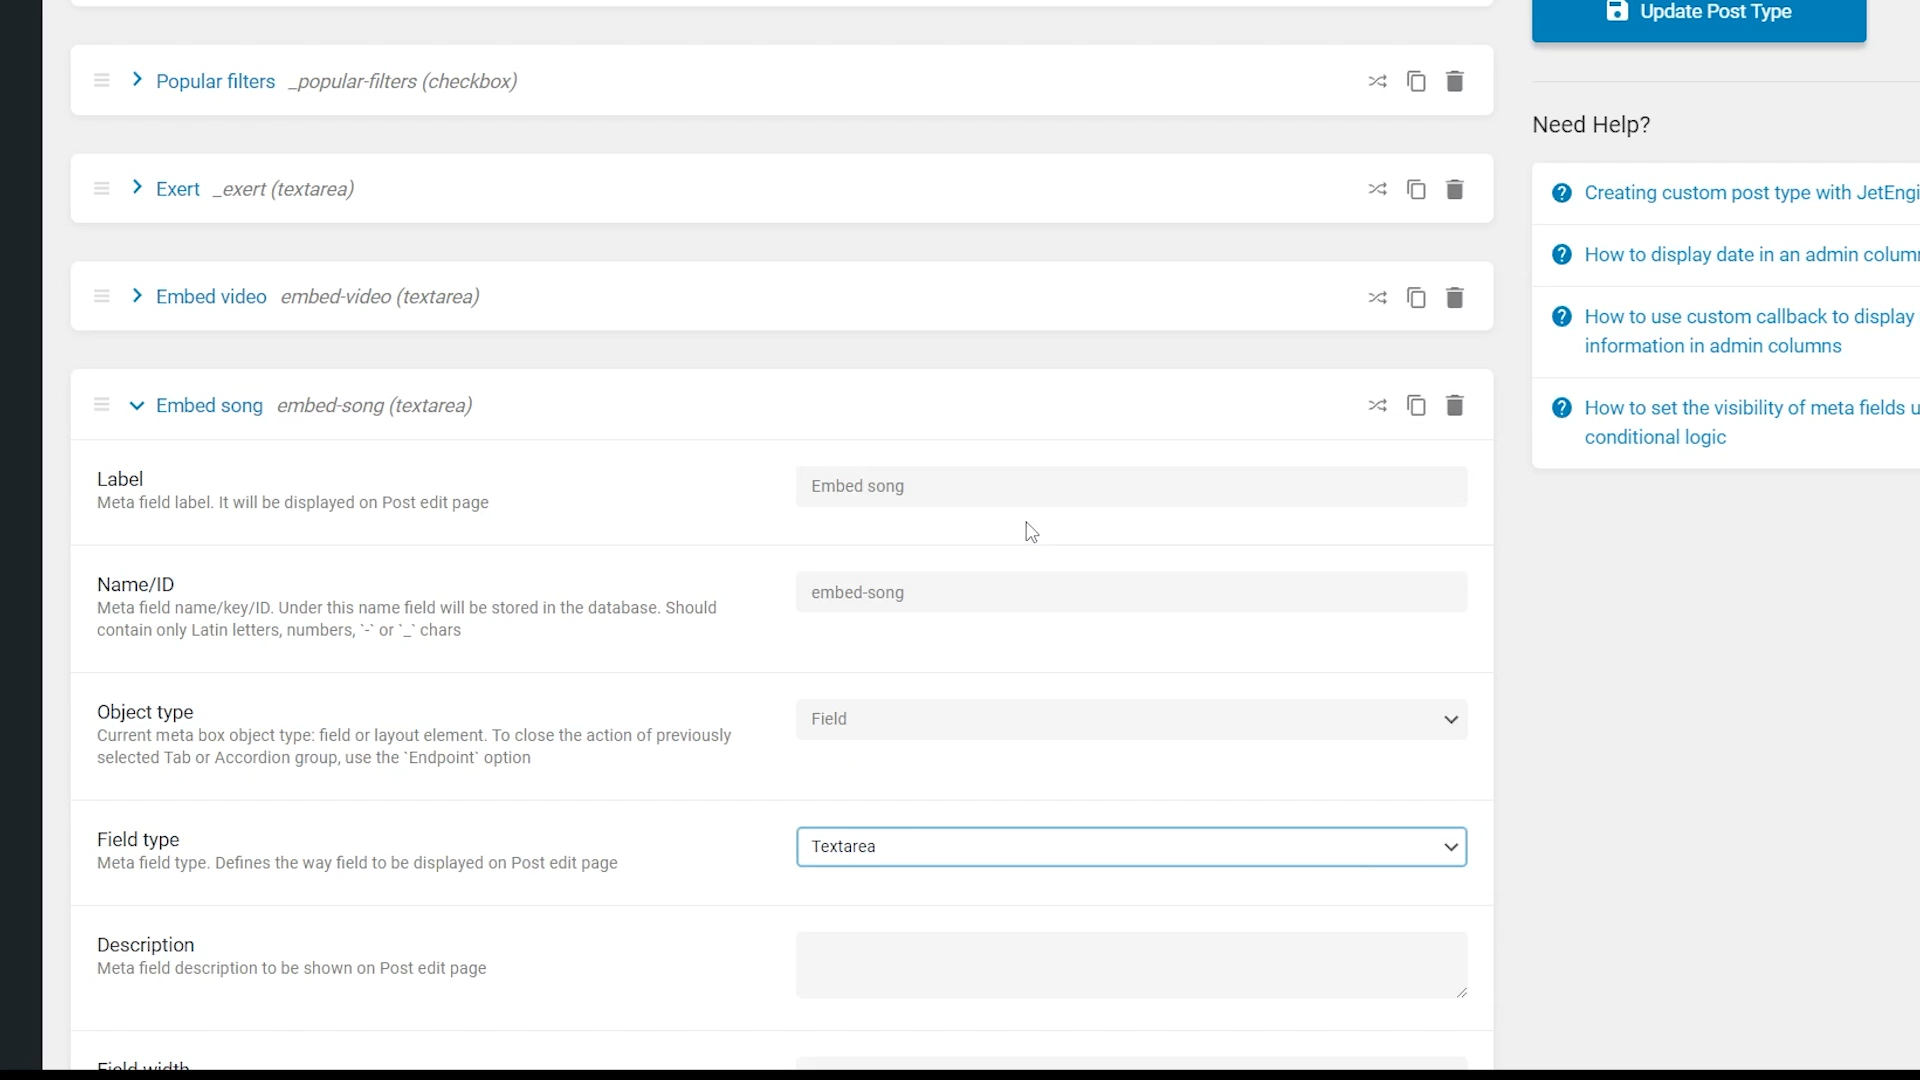 Update Post Type
Popular filters _popular-filters (checkbox)
Need Help?
Exert _exert (textarea)
Creating custom post type with JetEngi
How to display date in an admin colum
Embed video embed-video (textarea)
How to use custom callback to display
information in admin columns
Embed song embed-song (textarea)
How to set the visibility of meta fields u
conditional logic
Label
Meta field label. It will be displayed on Post edit page
Embed song
Name/ID
Meta field name/key/ID. Under this name field will be stored in the database. Should
contain only Latin letters, numbers, `-` or `_` chars
embed-song
Object type
Current meta box object type: field or layout element. To close the action of previously
selected Tab or Accordion group, use the `Endpoint` option
Field
Field type
Meta field type. Defines the way field to be displayed on Post edit page
Textarea
Description
Meta field description to be shown on Post edit page
Field width